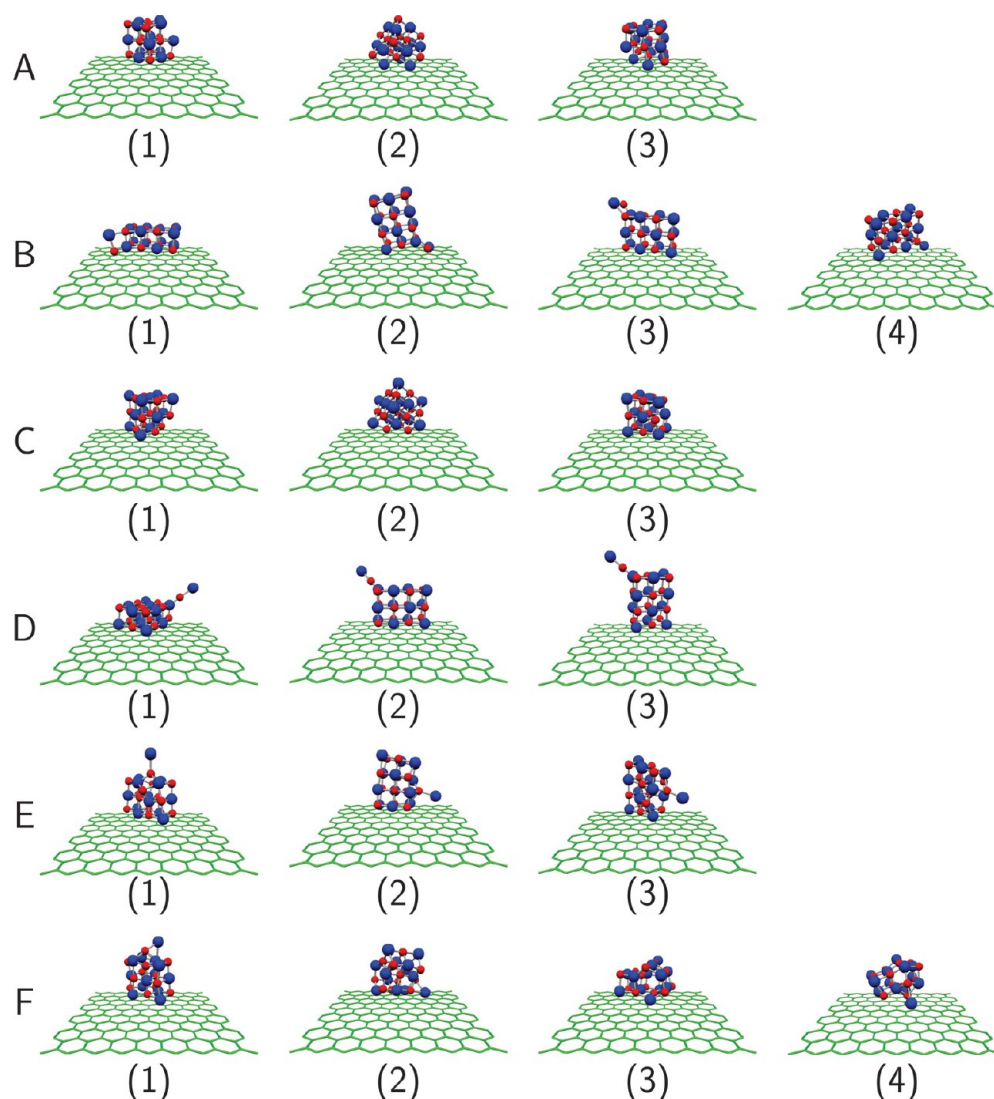 A
(1) (2) (3)
B
(1) (2) (3) (4)
C
(1) (2) (3)
D
(1) (2) (3)
E
(1) (2) (3)
F
(1) (2) (3) (4)